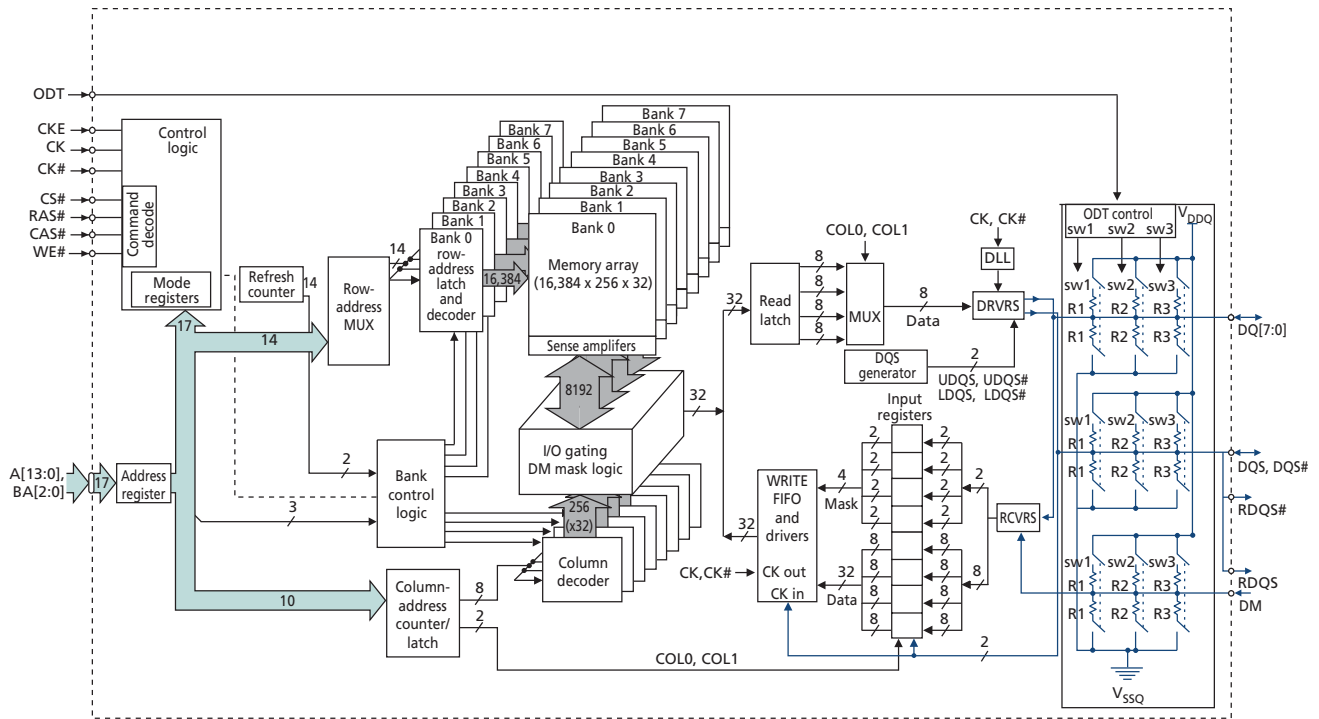 ODT
CKE
CK
CK#
CS#
RAS#
CAS#
WE#
Control
logic
Command
decode
Mode
registers
Refresh
counter
14
17
14
Row-
address
MUX
14
Bank 7
Bank 6
Bank 5
Bank 4
Bank 3
Bank 2
Bank 1
Bank 0
row-
address
latch
and
decoder
16,384
Bank 7
Bank 6
Bank 5
Bank 4
Bank 3
Bank 2
Bank 1
Bank 0
Memory array
(16,384 x 256 x 32)
Sense amplifers
8192
I/O gating
DM mask logic
32
256
(x32)
Column
decoder
A[13:0],
BA[2:0]
17
Address
register
2
3
Bank
control
logic
10
Column-
address
counter/
latch
8
2
COL0, COL1
32
Read
latch
8
8
8
8
COL0, COL1
MUX
8
Data
CK, CK#
DLL
DRVRS
DQS
generator
2
UDQS, UDQS#
LDQS, LDQS#
Input
registers
2
2
2
2
2
2
2
2
2
4
Mask
WRITE
FIFO
and
drivers
CK out
CK in
32
CK,CK#
32
Data
8
8
8
8
8
8
8
8
8
RCVRS
2
ODT control
sw1 sw2 sw3
VDDQ
sw1 sw2 sw3
R1 R2 R3
R1 R2 R3
DQ[7:0]
sw1 sw2 sw3
R1 R2 R3
R1 R2 R3
DQS, DQS#
RDQS#
sw1 sw2 sw3
R1 R2 R3
R1 R2 R3
RDQS
DM
VSSQ